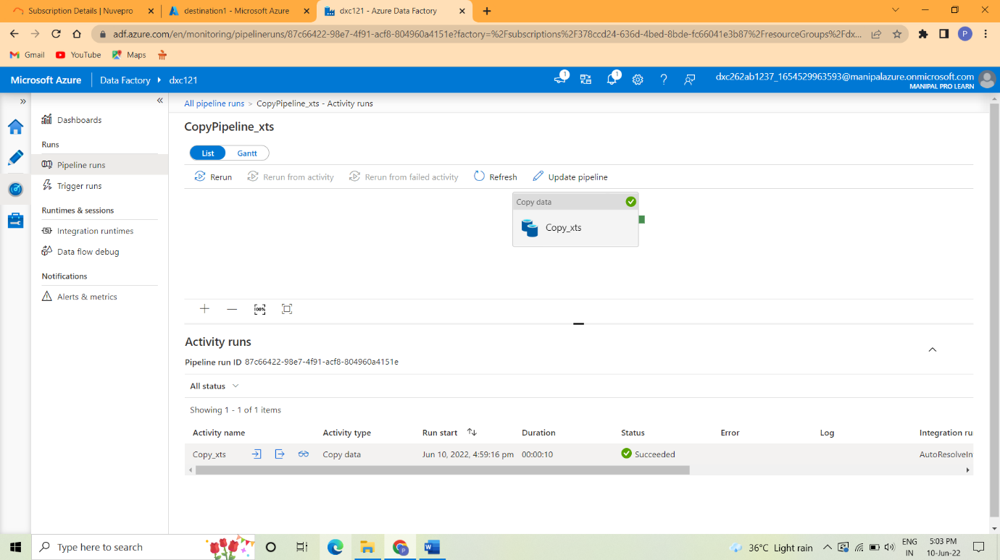 Subscription Details | Nuvepro
destination1 - Microsoft Azure
dxc121 - Azure Data Factory
adf.azure.com/en/monitoring/pipelineruns/87c66422-98e7-4f91-acf8-804960a4151e?factory=%2Fsubscriptions%2F378ccd24-636d-4bed-8bde-fc66041e3b87%2FresourceGroups%2Fdx...
P
Gmail
YouTube
Maps
Microsoft Azure
Data Factory
dxc121
1
1
dxc262ab1237_1654529963593@manipalazure.onmicrosoft.com
MANIPAL PRO LEARN
Dashboards
Runs
Pipeline runs
Trigger runs
Runtimes & sessions
Integration runtimes
Data flow debug
Notifications
Alerts & metrics
All pipeline runs > CopyPipeline_xts - Activity runs
CopyPipeline_xts
List Gantt
Rerun Rerun from activity Rerun from failed activity Refresh Update pipeline
Copy data
Copy_xts
100%
Activity runs
Pipeline run ID 87c66422-98e7-4f91-acf8-804960a4151e
All status
Showing 1 - 1 of 1 items
Activity name Activity type Run start Duration Status Error Log Integration ru
Copy_xts Copy data Jun 10, 2022, 4:59:16 pm 00:00:10 Succeeded AutoResolveIn
Type here to search
36°C Light rain
ENG
IN
5:03 PM
10-Jun-22